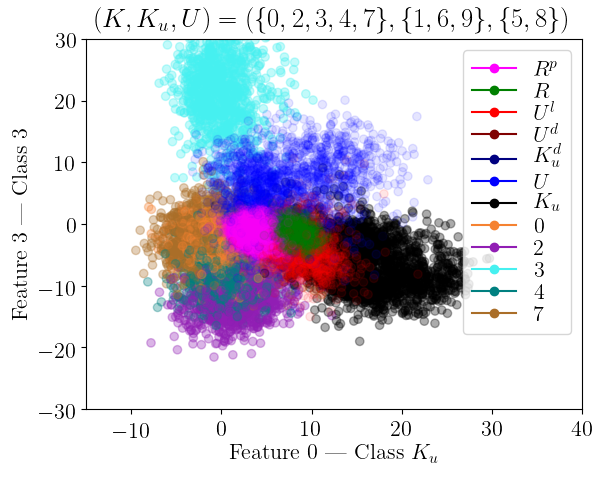 (K, K_u, U) = ({0, 2, 3, 4, 7}, {1, 6, 9}, {5, 8})
30
20
10
0
−10
−20
−30
Feature 3 — Class 3
R^p
R
U^l
U^d
K_u^d
U
K_u
0
2
3
4
7
−10 0 10 20 30 40
Feature 0 — Class K_u